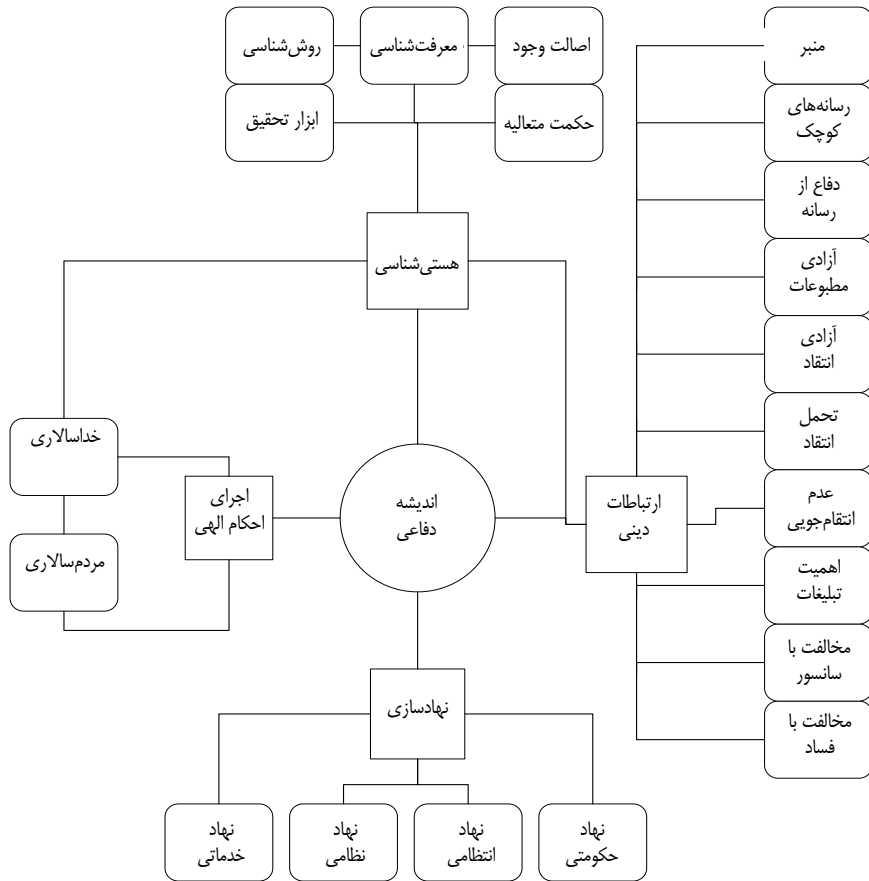 منبر
اصالت وجود
معرفت‌شناسی
روش‌شناسی
رسانه‌های
کوچک
حکمت متعالیه
ابزار تحقیق
دفاع از
رسانه
هستی‌شناسی
آزادی
مطبوعات
آزادی
انتقاد
تحمل
انتقاد
خداسالاری
عدم
انتقام‌جویی
ارتباطات
دینی
اندیشه
دفاعی
اجرای
احکام الهی
مردم‌سالاری
اهمیت
تبلیغات
مخالفت با
سانسور
نهادسازی
مخالفت با
فساد
نهاد
حکومتی
نهاد
انتظامی
نهاد
نظامی
نهاد
خدماتی